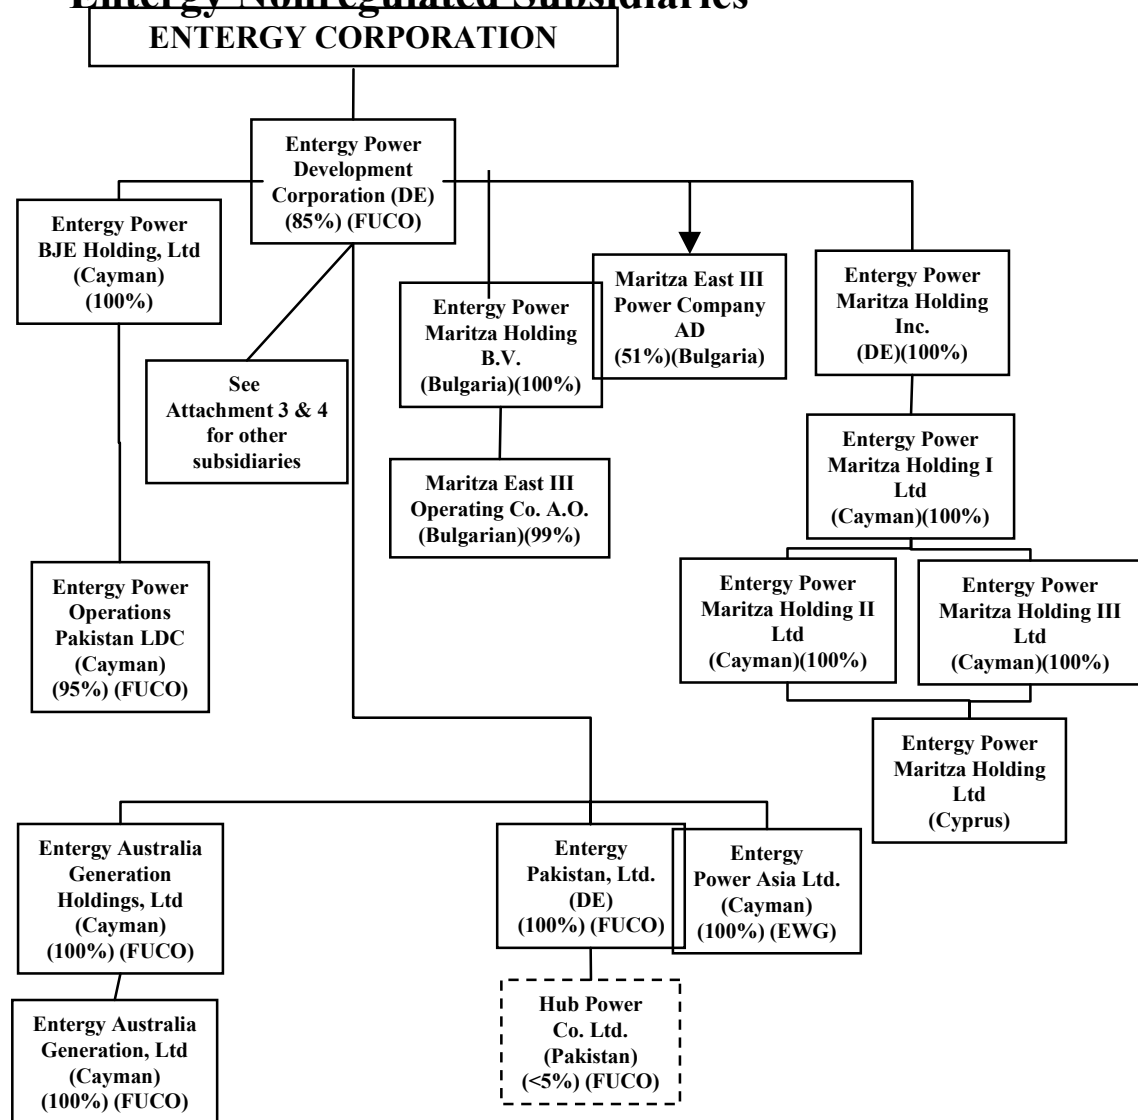 Entergy Nonregulated Subsidiaries
ENTERGY CORPORATION
Entergy Power
Development
Corporation (DE)
(85%) (FUCO)
Entergy Power
BJE Holding, Ltd
(Cayman)
(100%)
Entergy Power
Maritza Holding
B.V.
(Bulgaria)(100%)
Maritza East III
Power Company
AD
(51%)(Bulgaria)
Entergy Power
Maritza Holding
Inc.
(DE)(100%)
See
Attachment 3 & 4
for other
subsidiaries
Maritza East III
Operating Co. A.O.
(Bulgarian)(99%)
Entergy Power
Maritza Holding I
Ltd
(Cayman)(100%)
Entergy Power
Operations
Pakistan LDC
(Cayman)
(95%) (FUCO)
Entergy Power
Maritza Holding II
Ltd
(Cayman)(100%)
Entergy Power
Maritza Holding III
Ltd
(Cayman)(100%)
Entergy Power
Maritza Holding
Ltd
(Cyprus)
Entergy Australia
Generation
Holdings, Ltd
(Cayman)
(100%) (FUCO)
Entergy
Pakistan, Ltd.
(DE)
(100%) (FUCO)
Entergy
Power Asia Ltd.
(Cayman)
(100%) (EWG)
Entergy Australia
Generation, Ltd
(Cayman)
(100%) (FUCO)
Hub Power
Co. Ltd.
(Pakistan)
(<5%) (FUCO)